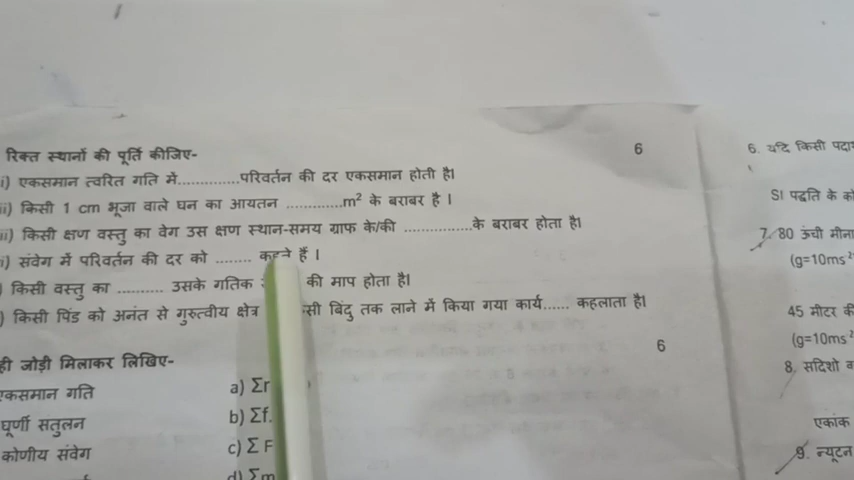 रिक्त स्थानों की पूर्ति कीजिए- 6
i) एकसमान त्वरित गति में..............परिवर्तन की दर एकसमान होती है।
ii) किसी 1 cm भूजा वाले घन का आयतन .............m² के बराबर है ।
iii) किसी क्षण वस्तु का वेग उस क्षण स्थान-समय ग्राफ के/की ................के बराबर होता है।
i) संवेग में परिवर्तन की दर को ........ कहते हैं ।
) किसी वस्तु का .......... उसके गतिक की माप होता है।
) किसी पिंड को अनंत से गुरुत्वीय क्षेत्र बिंदु तक लाने में किया गया कार्य...... कहलाता है।
ही जोड़ी मिलाकर लिखिए- 6
एकसमान गति a) Σr
घूर्णी संतुलन b) Σf.
कोणीय संवेग c) Σ F
d) Σm
6. यदि किसी
SI पद्धति के
7. 80 ऊंची
(g=10ms²
45 मीटर की
(g=10ms²
8. सदिशो
एकांक
9. न्यूटन